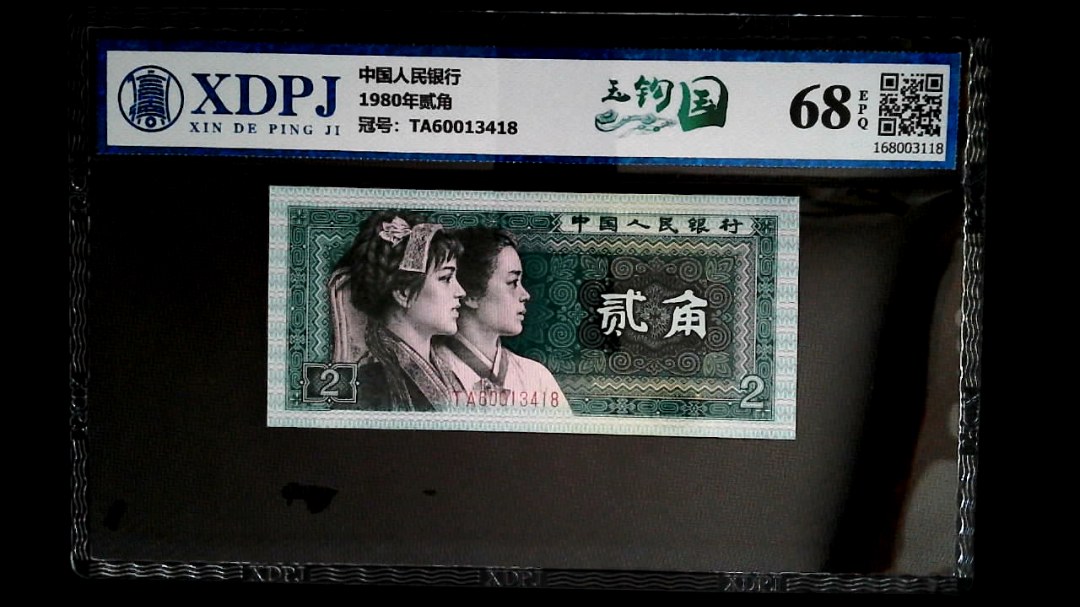 XDPJ
XIN DE PING JI
中国人民银行
1980年贰角
冠号：TA60013418
玉钩国
68
EPQ
168003118
中国人民银行
贰角
2
TA60013418
2
XDPJ
XDPJ
XDPJ